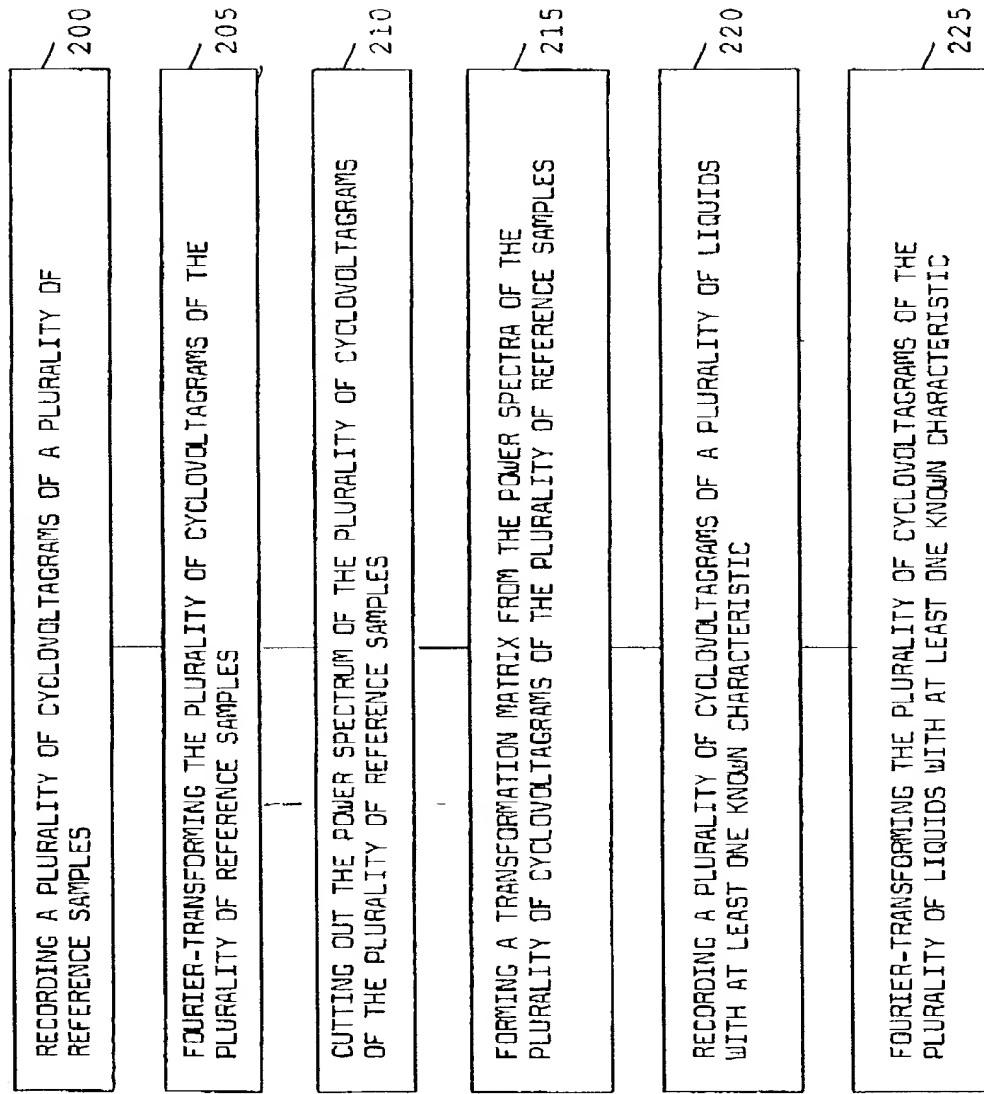 200
RECORDING A PLURALITY OF CYCLOVOLTAGRAMS OF A PLURALITY OF
REFERENCE SAMPLES
205
FOURIER-TRANSFORMING THE PLURALITY OF CYCLOVOLTAGRAMS OF THE
PLURALITY OF REFERENCE SAMPLES
210
CUTTING OUT THE POWER SPECTRUM OF THE PLURALITY OF CYCLOVOLTAGRAMS
OF THE PLURALITY OF REFERENCE SAMPLES
215
FORMING A TRANSFORMATION MATRIX FROM THE POWER SPECTRA OF THE
PLURALITY OF CYCLOVOLTAGRAMS OF THE PLURALITY OF REFERENCE SAMPLES
220
RECORDING A PLURALITY OF CYCLOVOLTAGRAMS OF A PLURALITY OF LIQUIDS
WITH AT LEAST ONE KNOWN CHARACTERISTIC
225
FOURIER-TRANSFORMING THE PLURALITY OF CYCLOVOLTAGRAMS OF THE
PLURALITY OF LIQUIDS WITH AT LEAST ONE KNOWN CHARACTERISTIC